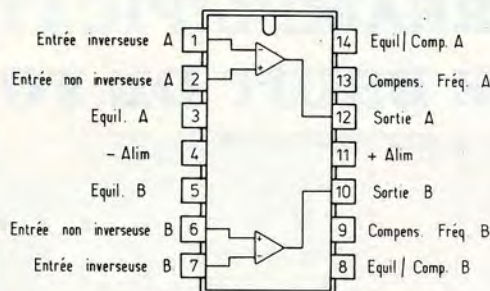 Entrée inverseuse A 1
Entrée non inverseuse A 2
Equil. A 3
- Alim 4
Equil. B 5
Entrée non inverseuse B 6
Entrée inverseuse B 7
14 Equil/Comp. A
13 Compens. Fréq. A
12 Sortie A
11 + Alim
10 Sortie B
9 Compens. Fréq. B
8 Equil/Comp. B
-
+
+
-